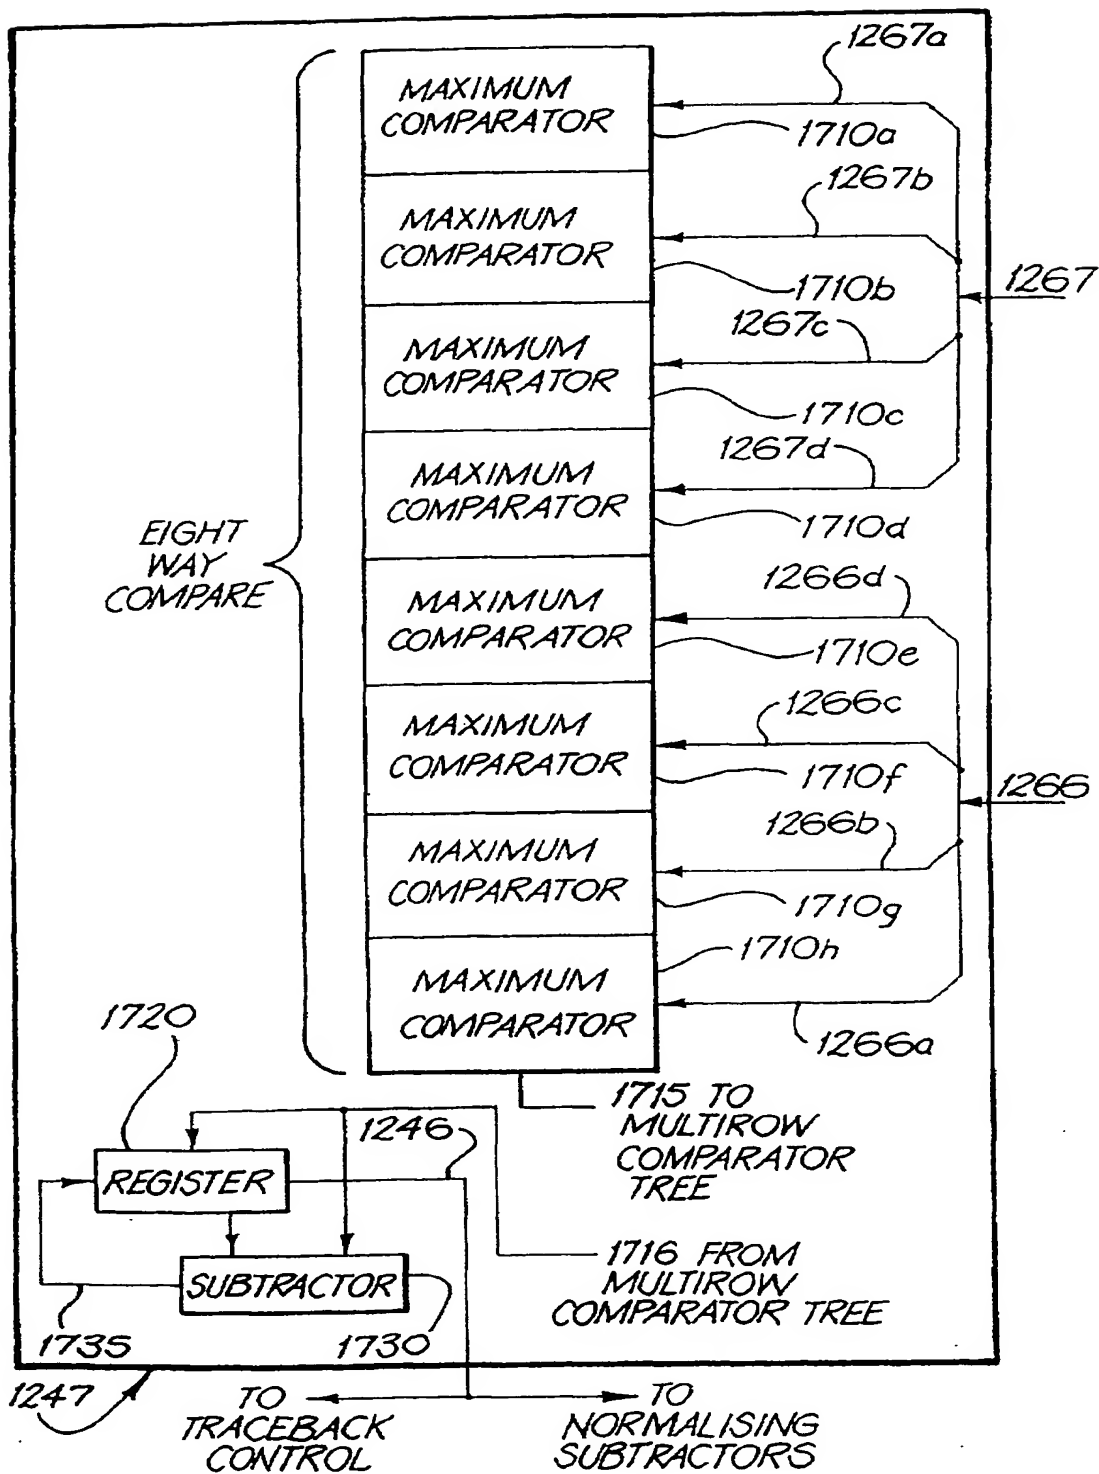 1267a
MAXIMUM
COMPARATOR
1710a
1267b
MAXIMUM
COMPARATOR
1710b
1267
1267c
MAXIMUM
COMPARATOR
1710c
1267d
MAXIMUM
COMPARATOR
1710d
EIGHT
WAY
COMPARE
1266d
MAXIMUM
COMPARATOR
1710e
1266c
MAXIMUM
COMPARATOR
1710f
1266
1266b
MAXIMUM
COMPARATOR
1710g
1710h
MAXIMUM
COMPARATOR
1266a
1720
1715 TO
MULTIROW
COMPARATOR
TREE
1246
REGISTER
1716 FROM
MULTIROW
COMPARATOR TREE
SUBTRACTOR
1735
1730
1247
TO
TRACEBACK
CONTROL
TO
NORMALISING
SUBTRACTORS